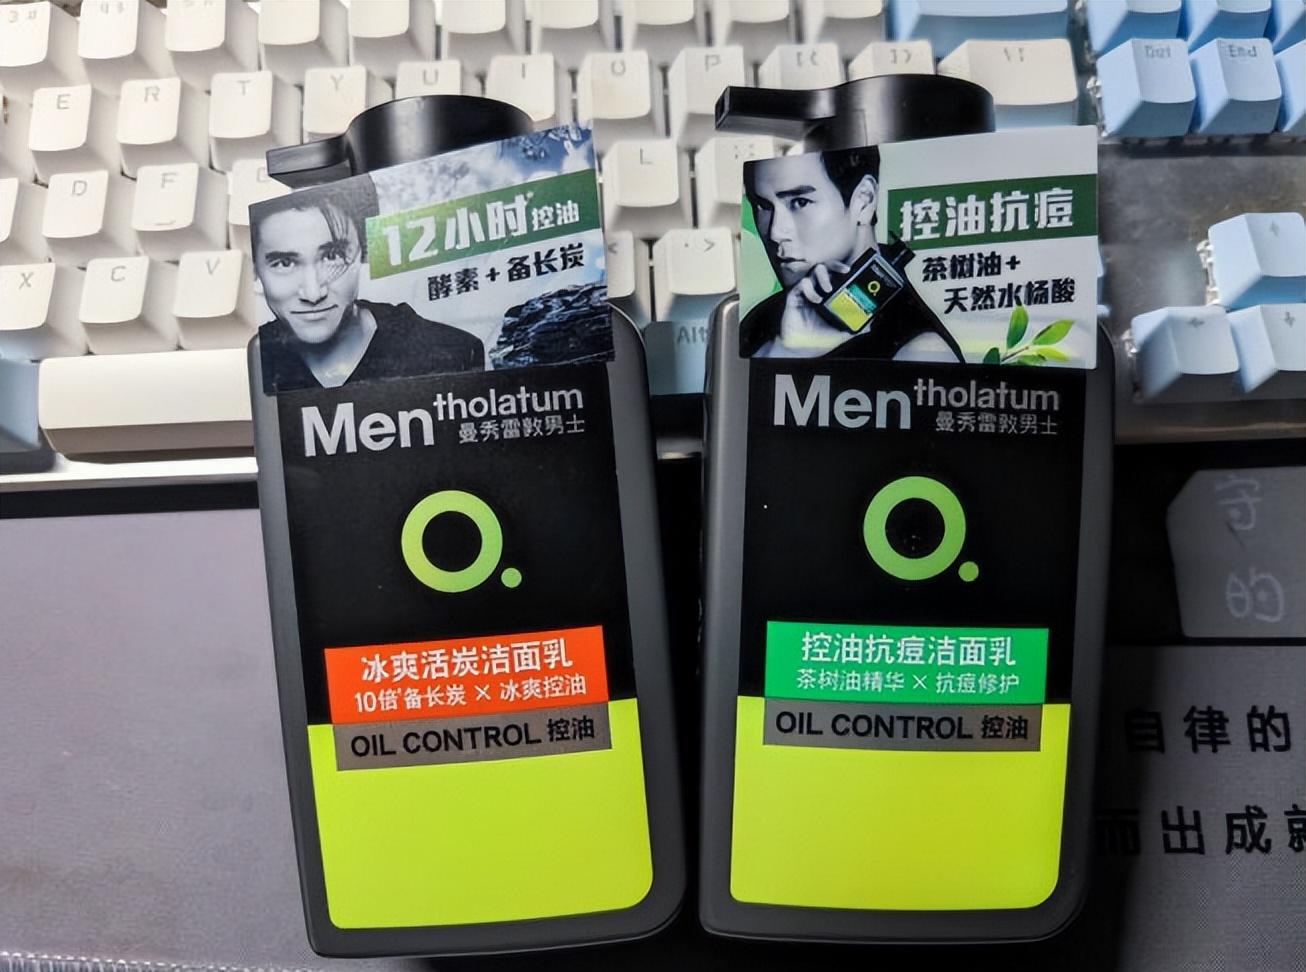 E R T Y U I O P
D F L
X C V
End
Alt
12小时控油
酵素+备长炭
Mentholatum
曼秀雷敦男士
冰爽活炭洁面乳
10倍*备长炭 × 冰爽控油
OIL CONTROL 控油
控油抗痘
茶树油+
天然水杨酸
Mentholatum
曼秀雷敦男士
控油抗痘洁面乳
茶树油精华 × 抗痘修护
OIL CONTROL 控油
守
的
自律的
而出成就